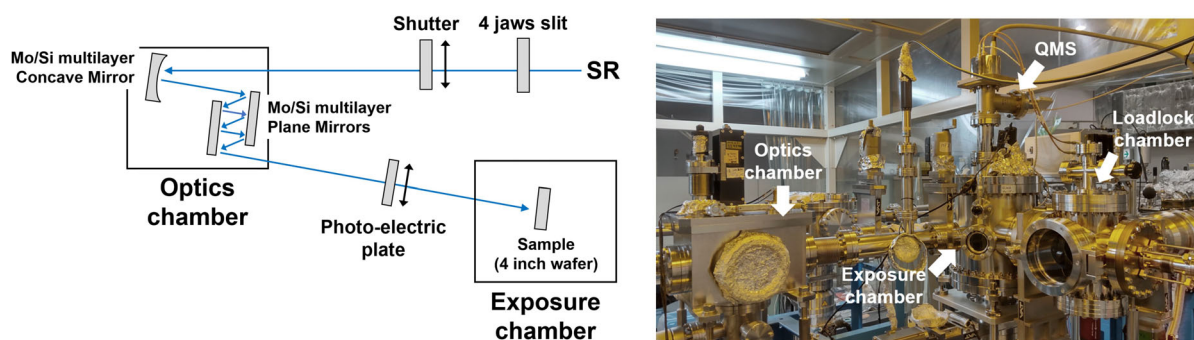 Shutter
4 jaws slit
Mo/Si multilayer
Concave Mirror
SR
Mo/Si multilayer
Plane Mirrors
Optics
chamber
Photo-electric
plate
Sample
(4 inch wafer)
Exposure
chamber
QMS
Loadlock
chamber
Optics
chamber
Exposure
chamber